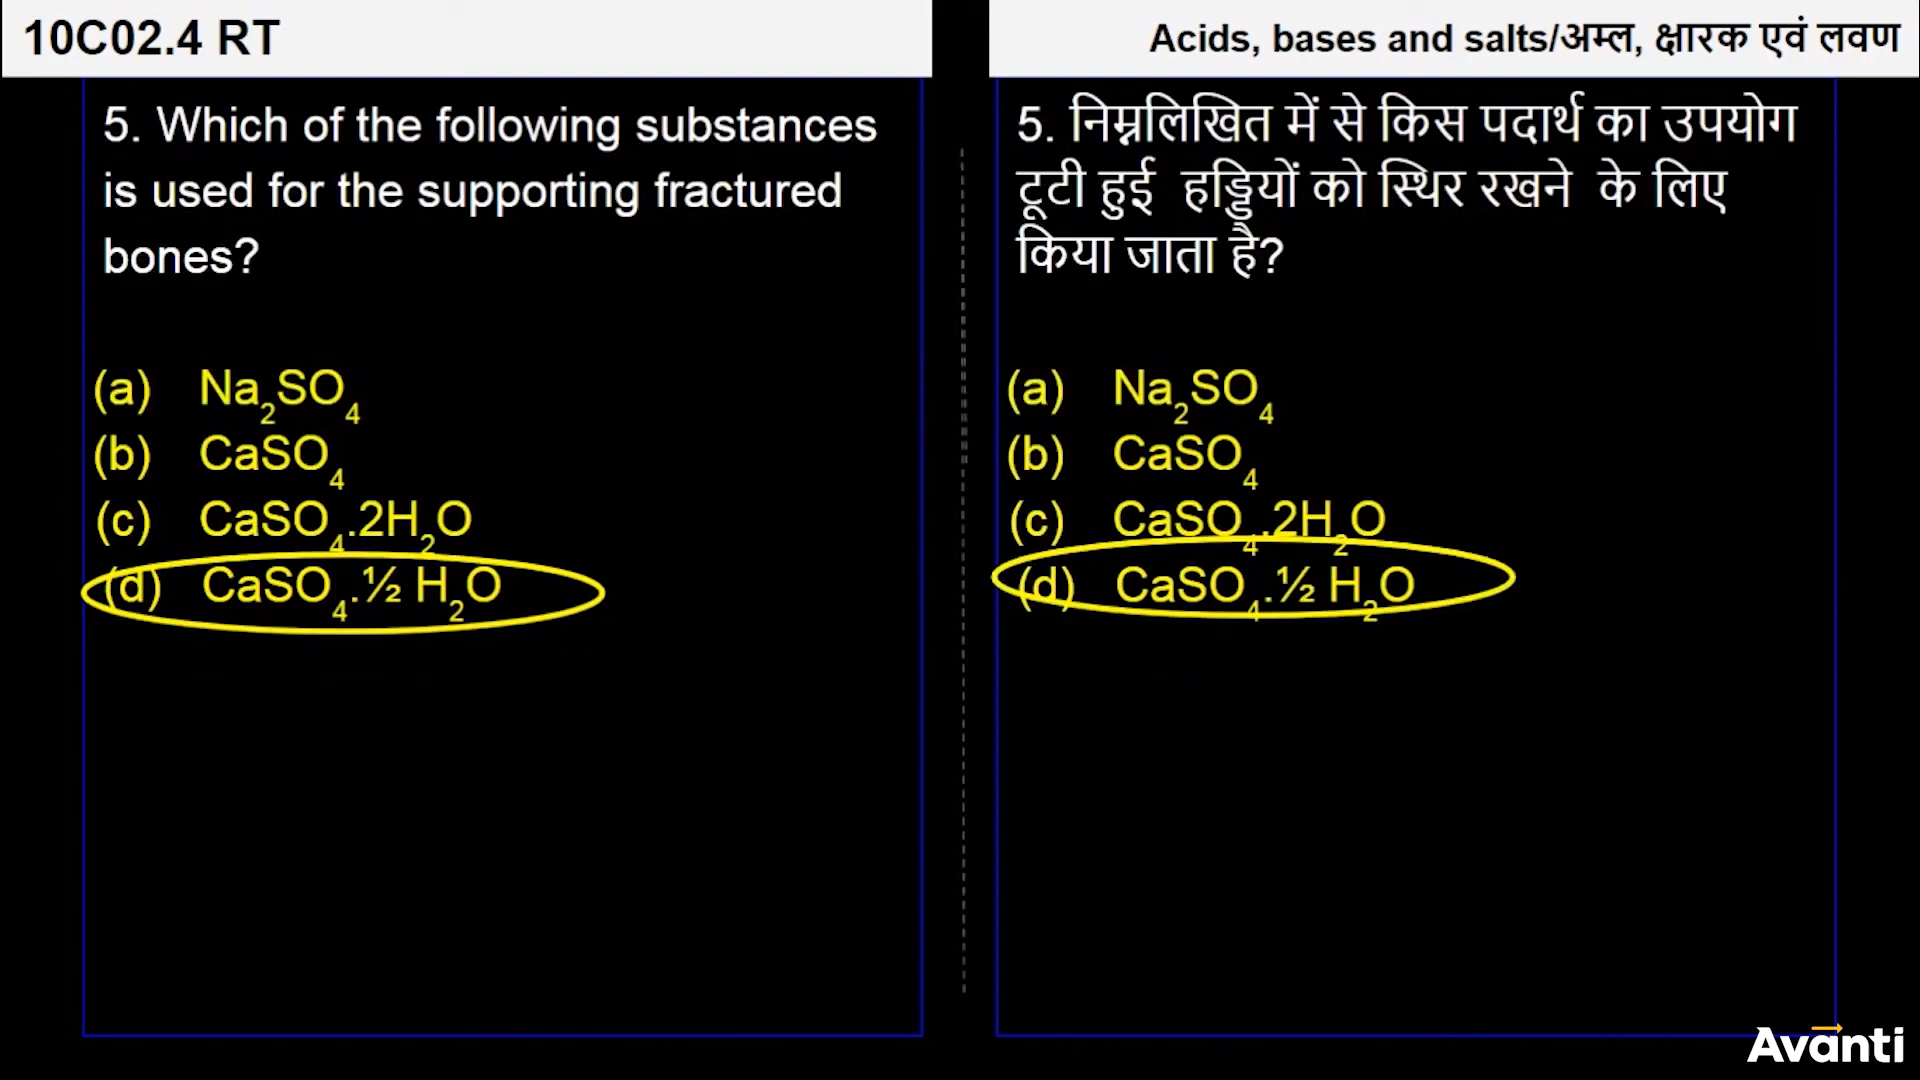 10C02.4 RT
Acids, bases and salts/अम्ल, क्षारक एवं लवण
5. Which of the following substances
is used for the supporting fractured
bones?
(a) Na₂SO₄
(b) CaSO₄
(c) CaSO₄.2H₂O
(d) CaSO₄.½ H₂O
5. निम्नलिखित में से किस पदार्थ का उपयोग
टूटी हुई हड्डियों को स्थिर रखने के लिए
किया जाता है?
(a) Na₂SO₄
(b) CaSO₄
(c) CaSO₄.2H₂O
(d) CaSO₄.½ H₂O
Avanti